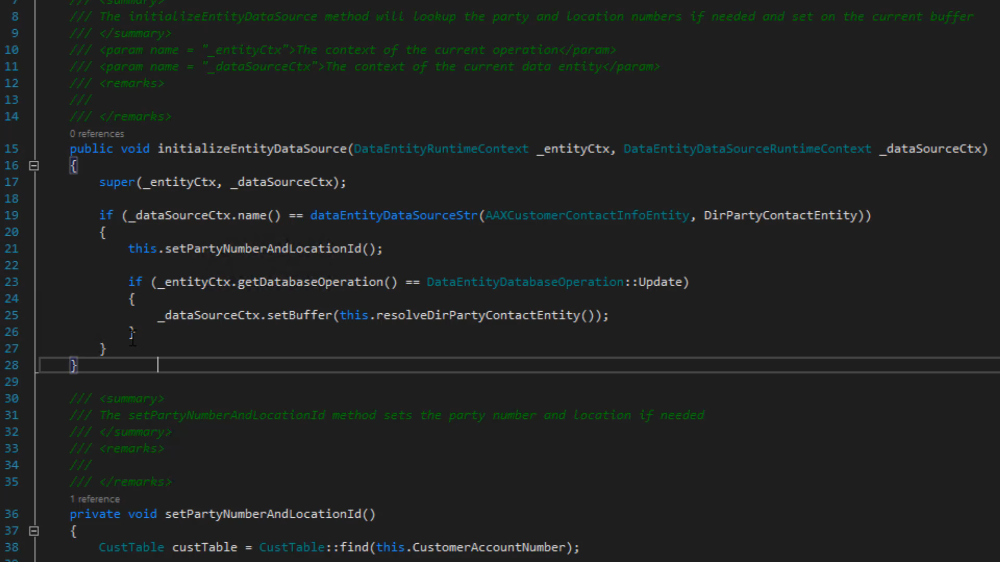 7 /// <summary>
8 /// The initializeEntityDataSource method will lookup the party and location numbers if needed and set on the current buffer
9 /// </summary>
10 /// <param name = "_entityCtx">The context of the current operation</param>
11 /// <param name = "_dataSourceCtx">The context of the current data entity</param>
12 /// <remarks>
13 ///
14 /// </remarks>
0 references
15 public void initializeEntityDataSource(DataEntityRuntimeContext _entityCtx, DataEntityDataSourceRuntimeContext _dataSourceCtx)
16 {
17 super(_entityCtx, _dataSourceCtx);
18
19 if (_dataSourceCtx.name() == dataEntityDataSourceStr(AAXCustomerContactInfoEntity, DirPartyContactEntity))
20 {
21 this.setPartyNumberAndLocationId();
22
23 if (_entityCtx.getDatabaseOperation() == DataEntityDatabaseOperation::Update)
24 {
25 _dataSourceCtx.setBuffer(this.resolveDirPartyContactEntity());
26 }
27 }
28 }
29
30 /// <summary>
31 /// The setPartyNumberAndLocationId method sets the party number and location if needed
32 /// </summary>
33 /// <remarks>
34 ///
35 /// </remarks>
1 reference
36 private void setPartyNumberAndLocationId()
37 {
38 CustTable custTable = CustTable::find(this.CustomerAccountNumber);